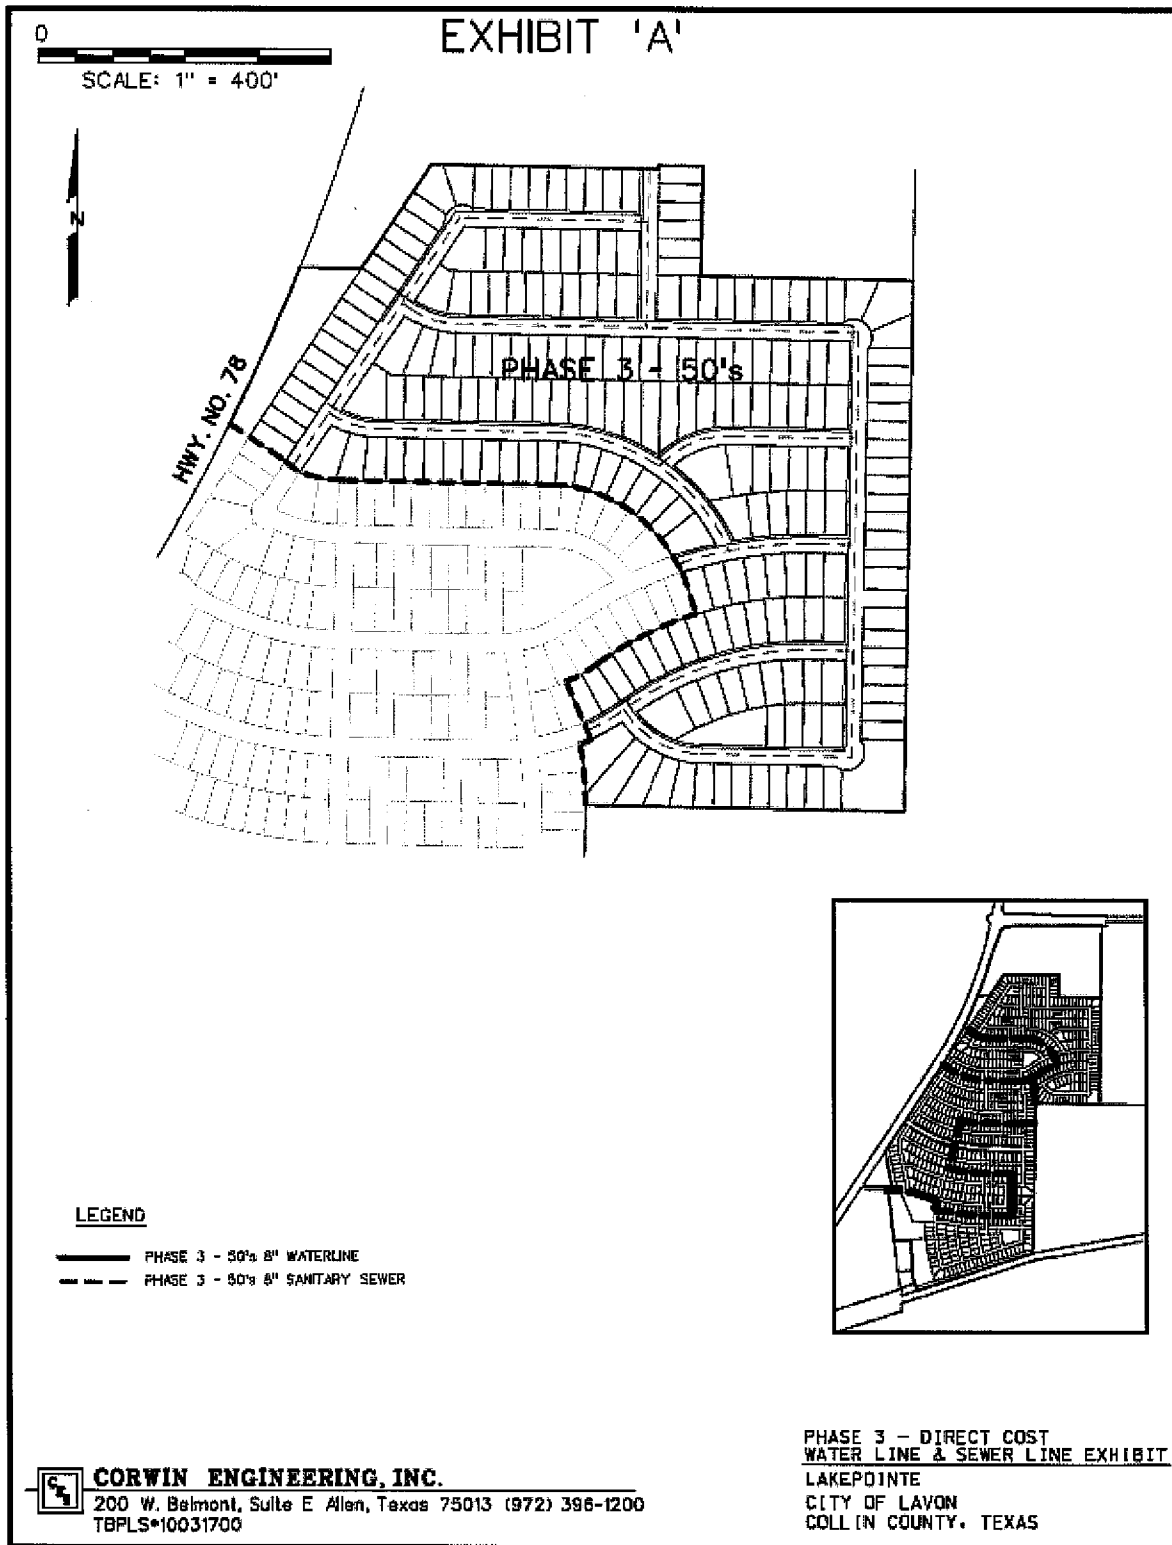 EXHIBIT 'A'
0
SCALE: 1" = 400'
N
HWY. NO. 78
PHASE 3 - 50's
LEGEND
PHASE 3 - 50's 8" WATERLINE
PHASE 3 - 50's 8" SANITARY SEWER
CORWIN ENGINEERING, INC.
200 W. Belmont, Suite E Allen, Texas 75013 (972) 396-1200
TBPLS#10031700
PHASE 3 - DIRECT COST
WATER LINE & SEWER LINE EXHIBIT
LAKEPOINTE
CITY OF LAVON
COLLIN COUNTY, TEXAS